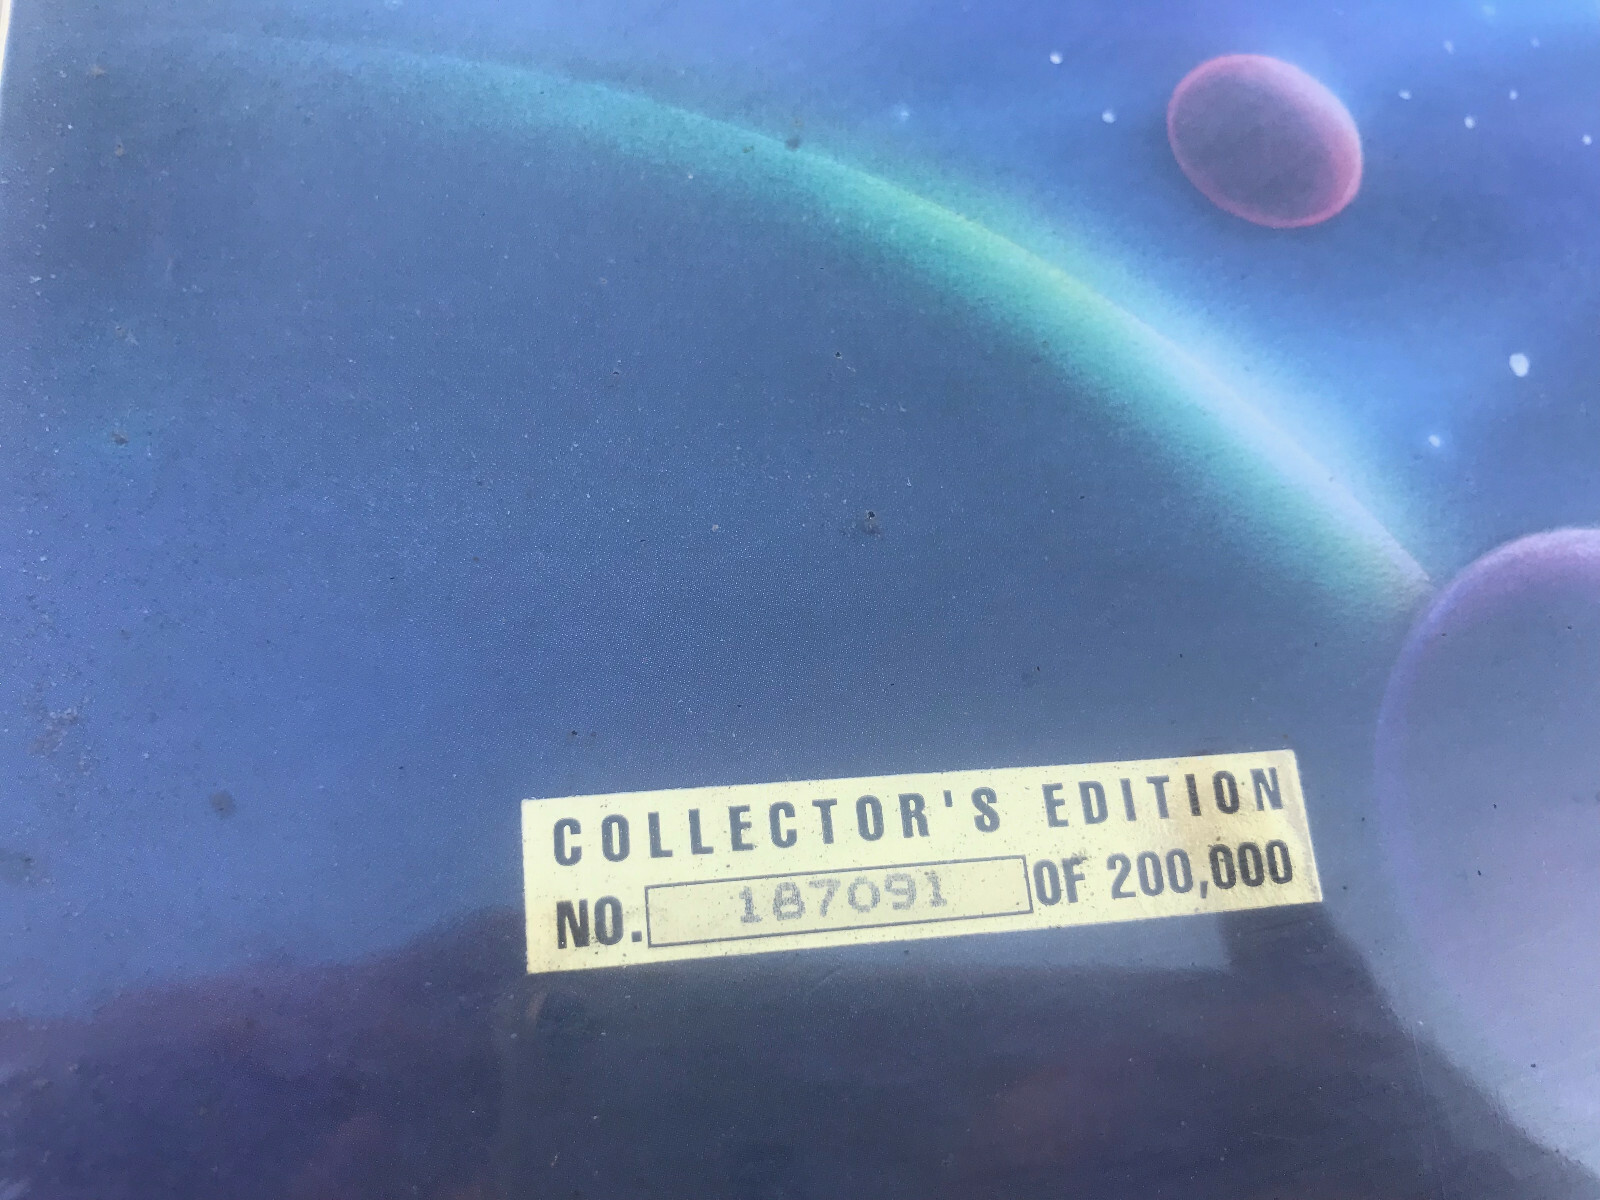 COLLECTOR'S EDITION
NO. 187091 OF 200,000